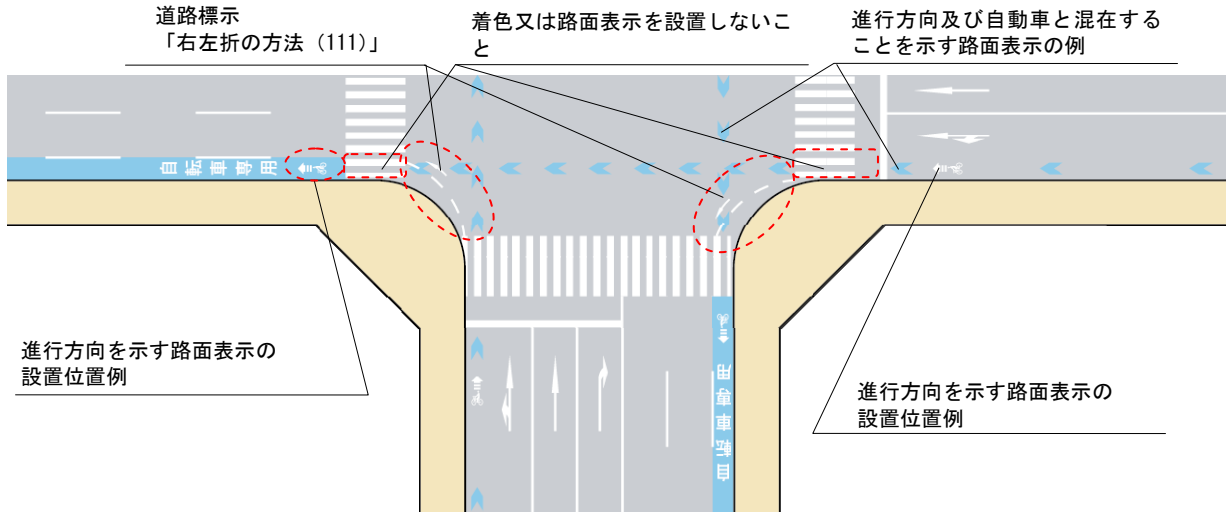 道路標示
「右左折の方法（111）」
着色又は路面表示を設置しないこ
と
進行方向及び自動車と混在する
ことを示す路面表示の例
自転車専用
進行方向を示す路面表示の
設置位置例
自転車専用
進行方向を示す路面表示の
設置位置例